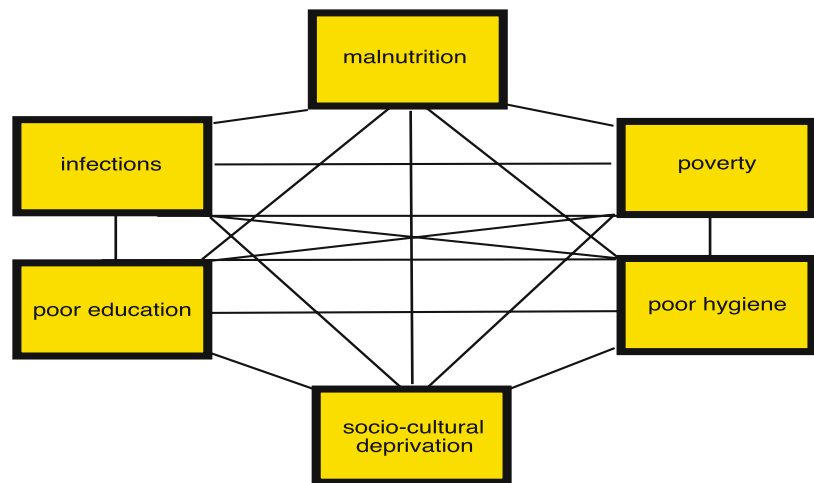 malnutrition
infections
poverty
poor education
poor hygiene
socio-cultural
deprivation